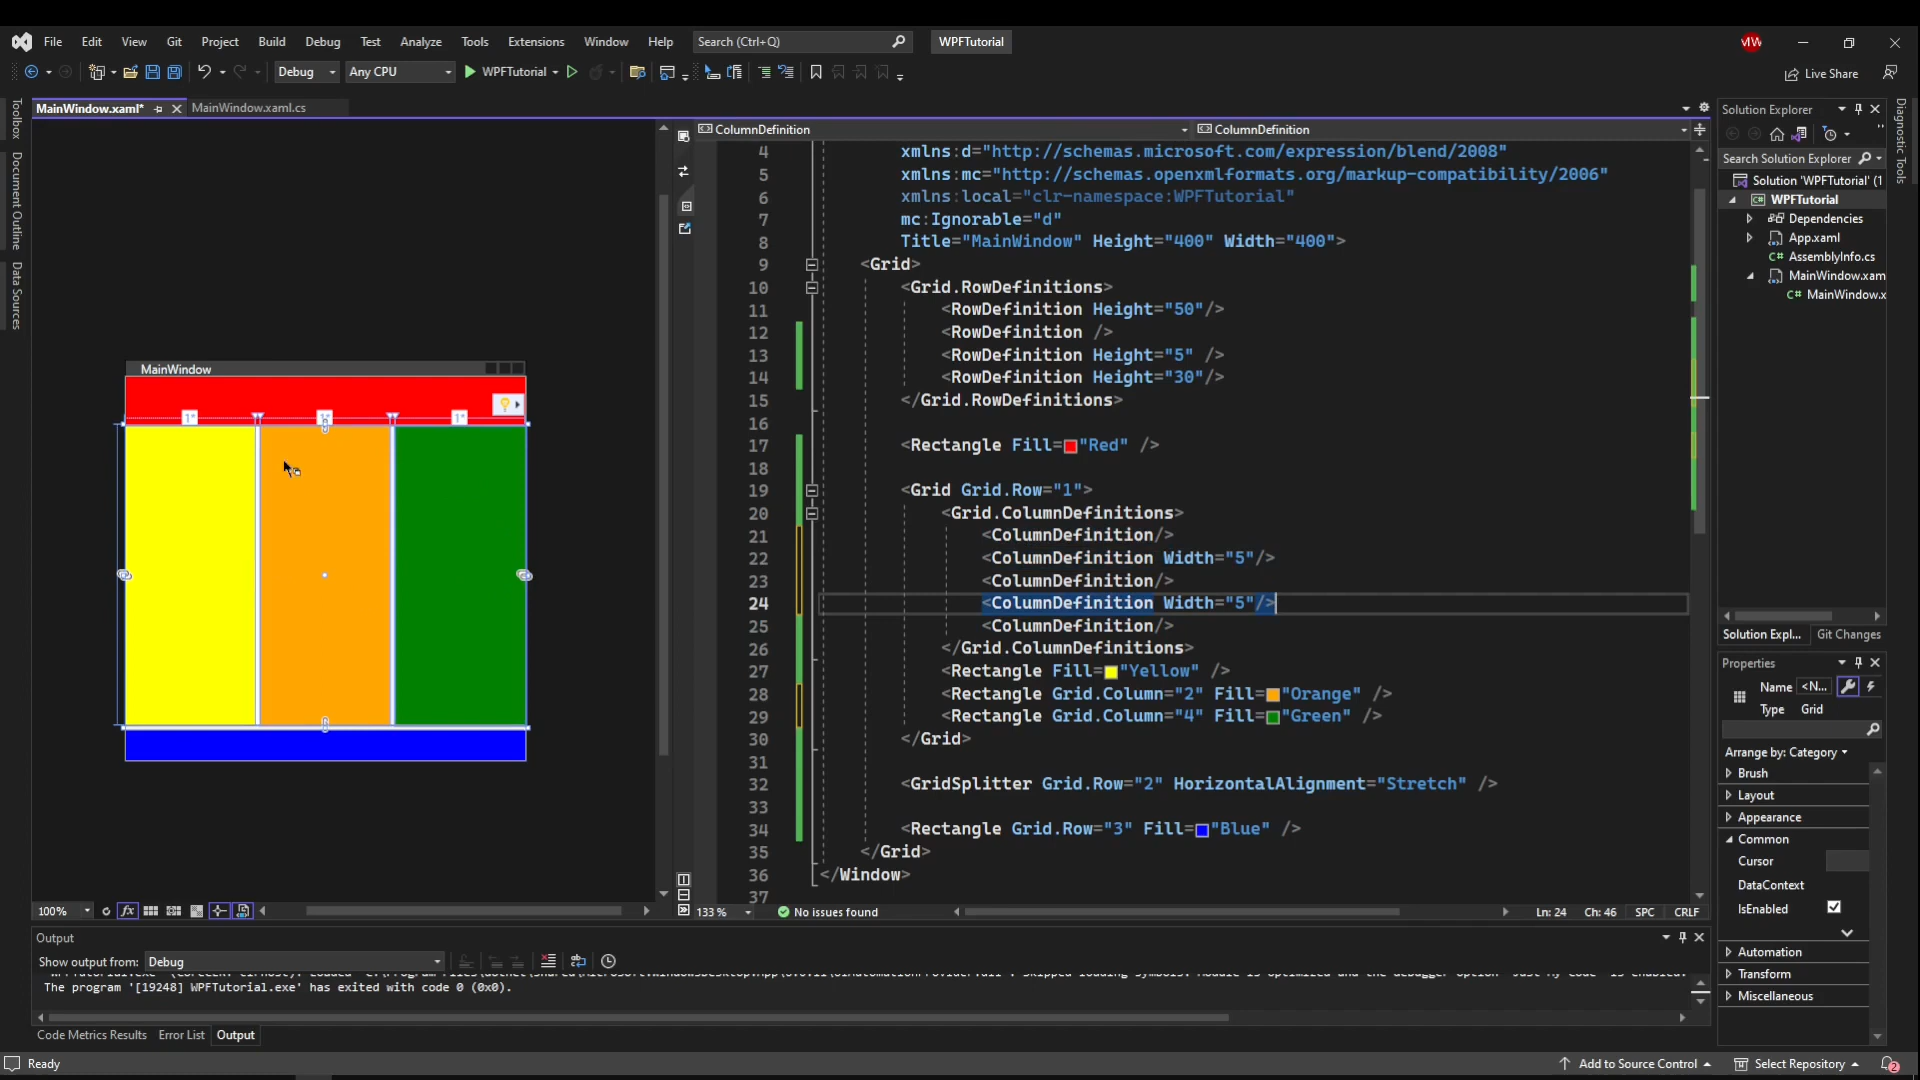 File Edit View Git Project Build Debug Test Analyze Tools Extensions Window Help Search (Ctrl+Q) WPFTutorial MW
Debug Any CPU WPFTutorial Live Share
MainWindow.xaml* MainWindow.xaml.cs
Toolbox
Document Outline
Data Sources
MainWindow
1* 1* 1*
100%
ColumnDefinition ColumnDefinition
4 xmlns:d="http://schemas.microsoft.com/expression/blend/2008"
5 xmlns:mc="http://schemas.openxmlformats.org/markup-compatibility/2006"
6 xmlns:local="clr-namespace:WPFTutorial"
7 mc:Ignorable="d"
8 Title="MainWindow" Height="400" Width="400">
9 <Grid>
10 <Grid.RowDefinitions>
11 <RowDefinition Height="50"/>
12 <RowDefinition />
13 <RowDefinition Height="5" />
14 <RowDefinition Height="30"/>
15 </Grid.RowDefinitions>
16
17 <Rectangle Fill="Red" />
18
19 <Grid Grid.Row="1">
20 <Grid.ColumnDefinitions>
21 <ColumnDefinition/>
22 <ColumnDefinition Width="5"/>
23 <ColumnDefinition/>
24 <ColumnDefinition Width="5"/>
25 <ColumnDefinition/>
26 </Grid.ColumnDefinitions>
27 <Rectangle Fill="Yellow" />
28 <Rectangle Grid.Column="2" Fill="Orange" />
29 <Rectangle Grid.Column="4" Fill="Green" />
30 </Grid>
31
32 <GridSplitter Grid.Row="2" HorizontalAlignment="Stretch" />
33
34 <Rectangle Grid.Row="3" Fill="Blue" />
35 </Grid>
36 </Window>
37
133 % No issues found Ln: 24 Ch: 46 SPC CRLF
Solution Explorer
Search Solution Explorer
Solution 'WPFTutorial' (1
WPFTutorial
Dependencies
App.xaml
C# AssemblyInfo.cs
MainWindow.xam
C# MainWindow.x
Solution Expl... Git Changes
Diagnostic Tools
Properties
Name <N...
Type Grid
Arrange by: Category
Brush
Layout
Appearance
Common
Cursor
DataContext
IsEnabled
Automation
Transform
Miscellaneous
Output
Show output from: Debug
The program '[19248] WPFTutorial.exe' has exited with code 0 (0x0).
Code Metrics Results Error List Output
Ready Add to Source Control Select Repository 2